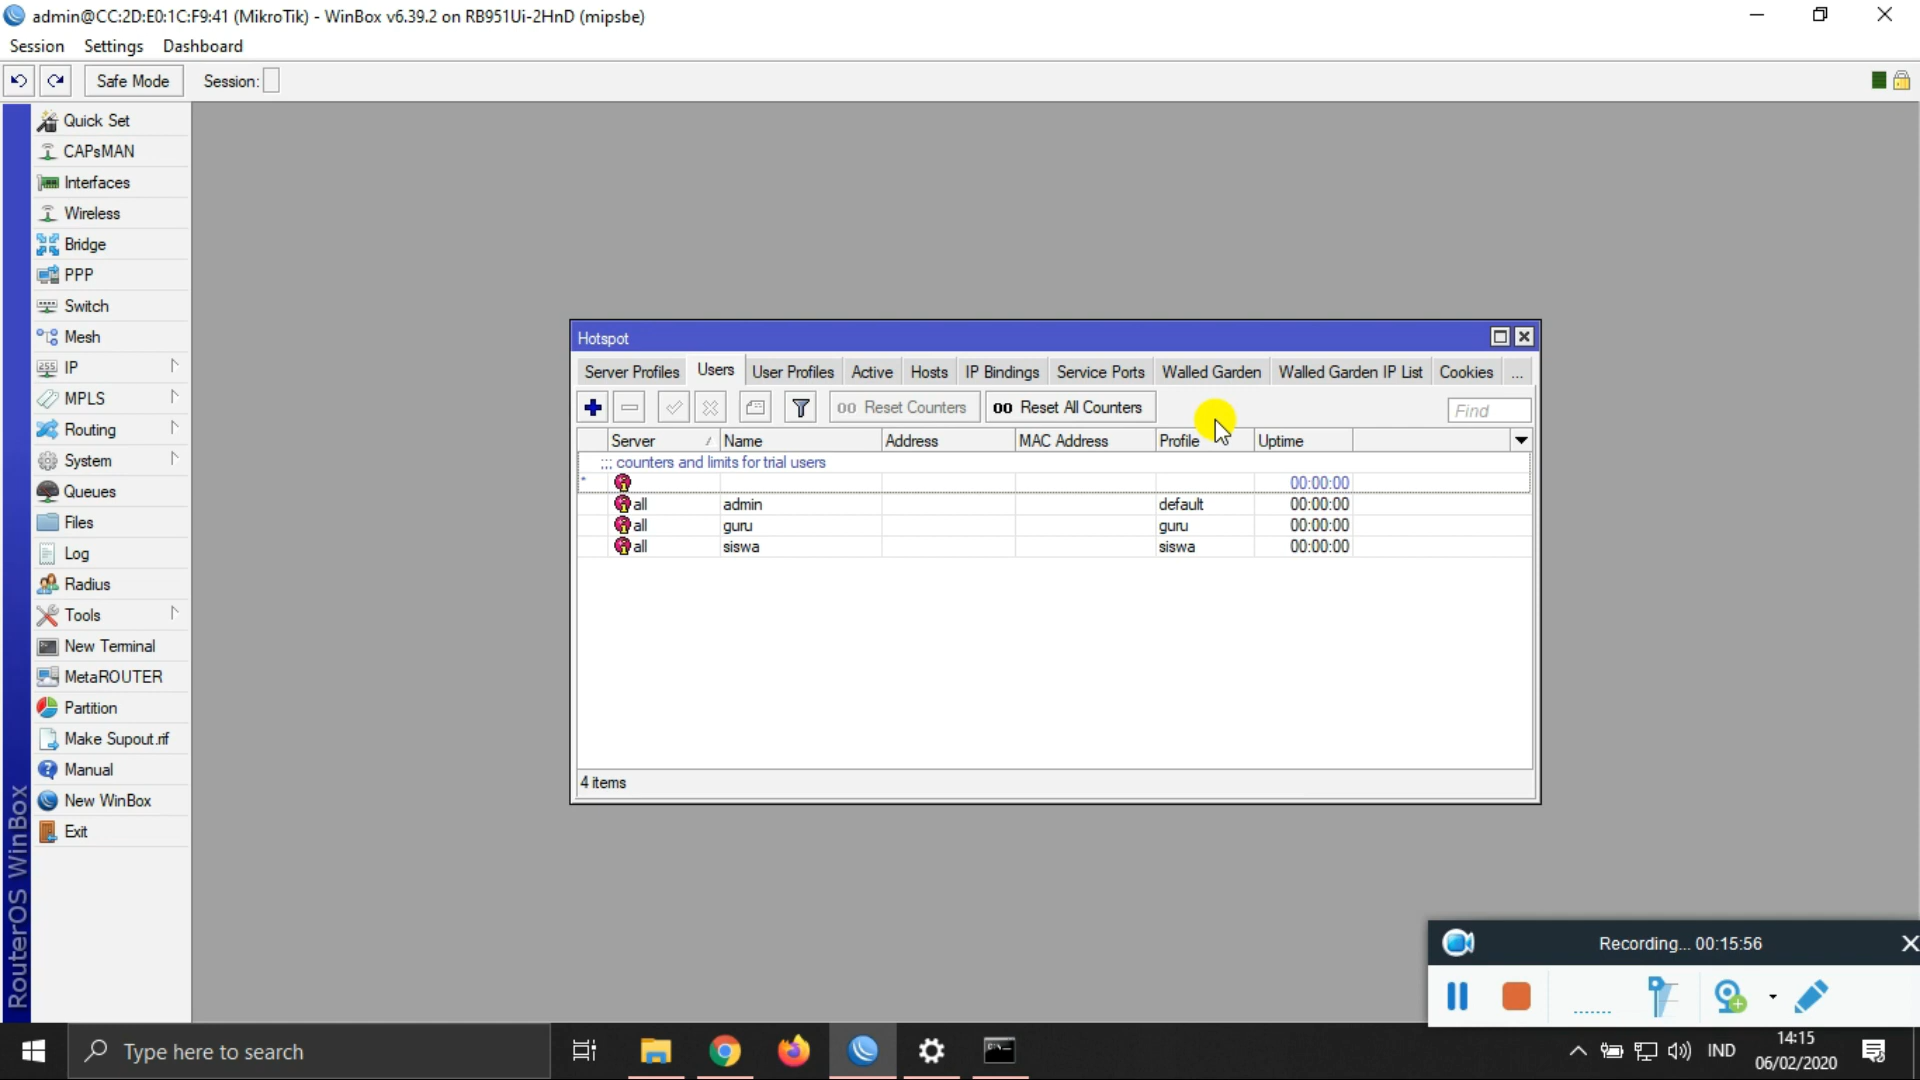 admin@CC:2D:E0:1C:F9:41 (MikroTik) - WinBox v6.39.2 on RB951Ui-2HnD (mipsbe)
Session Settings Dashboard
Safe Mode Session:
Quick Set
CAPsMAN
Interfaces
Wireless
Bridge
PPP
Switch
Mesh
IP
MPLS
Routing
System
Queues
Files
Log
Radius
Tools
New Terminal
MetaROUTER
Partition
Make Supout.rif
Manual
New WinBox
Exit
RouterOS WinBox
Hotspot
Server Profiles Users User Profiles Active Hosts IP Bindings Service Ports Walled Garden Walled Garden IP List Cookies ...
00 Reset Counters 00 Reset All Counters Find
Server / Name Address MAC Address Profile Uptime
::: counters and limits for trial users
* 00:00:00
all admin default 00:00:00
all guru guru 00:00:00
all siswa siswa 00:00:00
4 items
Recording... 00:15:56
Type here to search
IND
14:15
06/02/2020